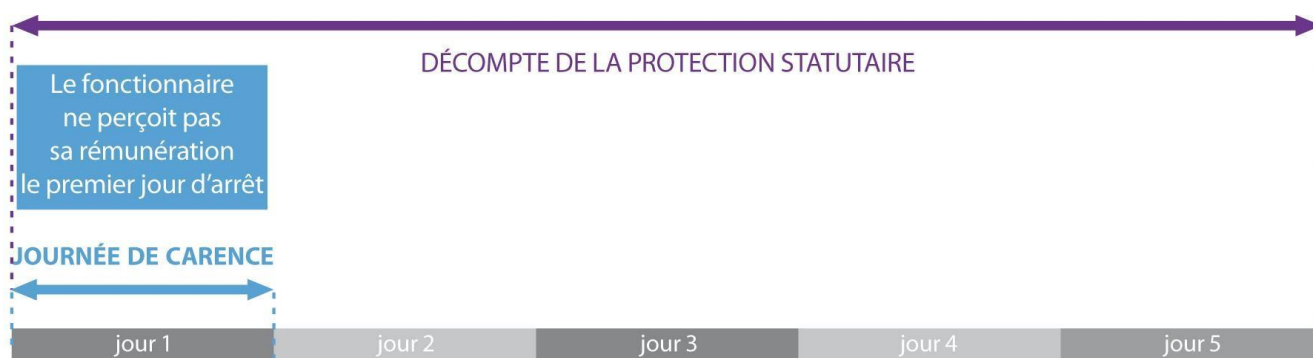 DÉCOMPTE DE LA PROTECTION STATUTAIRE
Le fonctionnaire
ne perçoit pas
sa rémunération
le premier jour d’arrêt
JOURNÉE DE CARENCE
jour 1
jour 2
jour 3
jour 4
jour 5